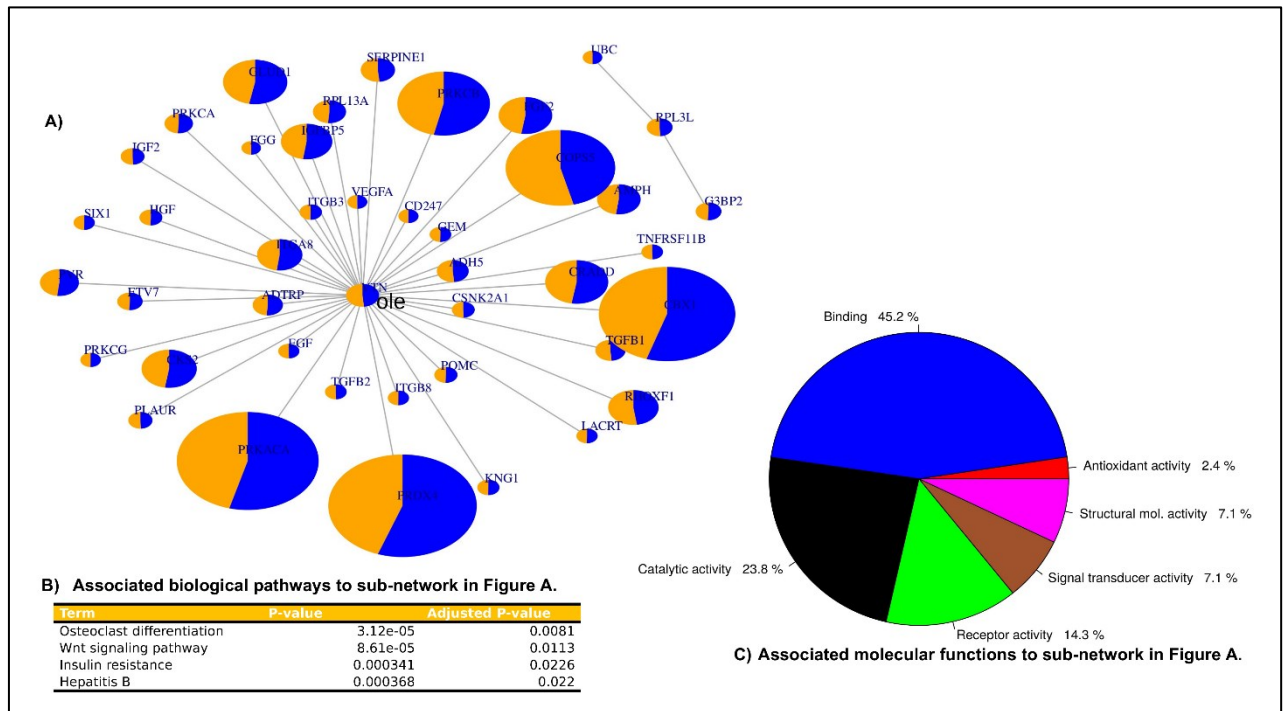 A)
UBC
SERPINE1
RPL13A
PRKCA
RPL3L
FGG
IGFBP5
IGF2
VEGFA
ITGB3
CD247
G3BP2
SIX1
HGF
GEM
TNFRSF11B
ITGA8
ADH5
ETV7
ADTRP
ole
CSNK2A1
PRKCG
EGF
TGFB1
POMC
TGFB2
ITGB8
PLAUR
LACRT
PRKACA
KNG1
B) Associated biological pathways to sub-network in Figure A.
Term P-value Adjusted P-value
Osteoclast differentiation 3.12e-05 0.0081
Wnt signaling pathway 8.61e-05 0.0113
Insulin resistance 0.000341 0.0226
Hepatitis B 0.000368 0.022
Binding 45.2 %
Antioxidant activity 2.4 %
Structural mol. activity 7.1 %
Signal transducer activity 7.1 %
Catalytic activity 23.8 %
Receptor activity 14.3 %
C) Associated molecular functions to sub-network in Figure A.